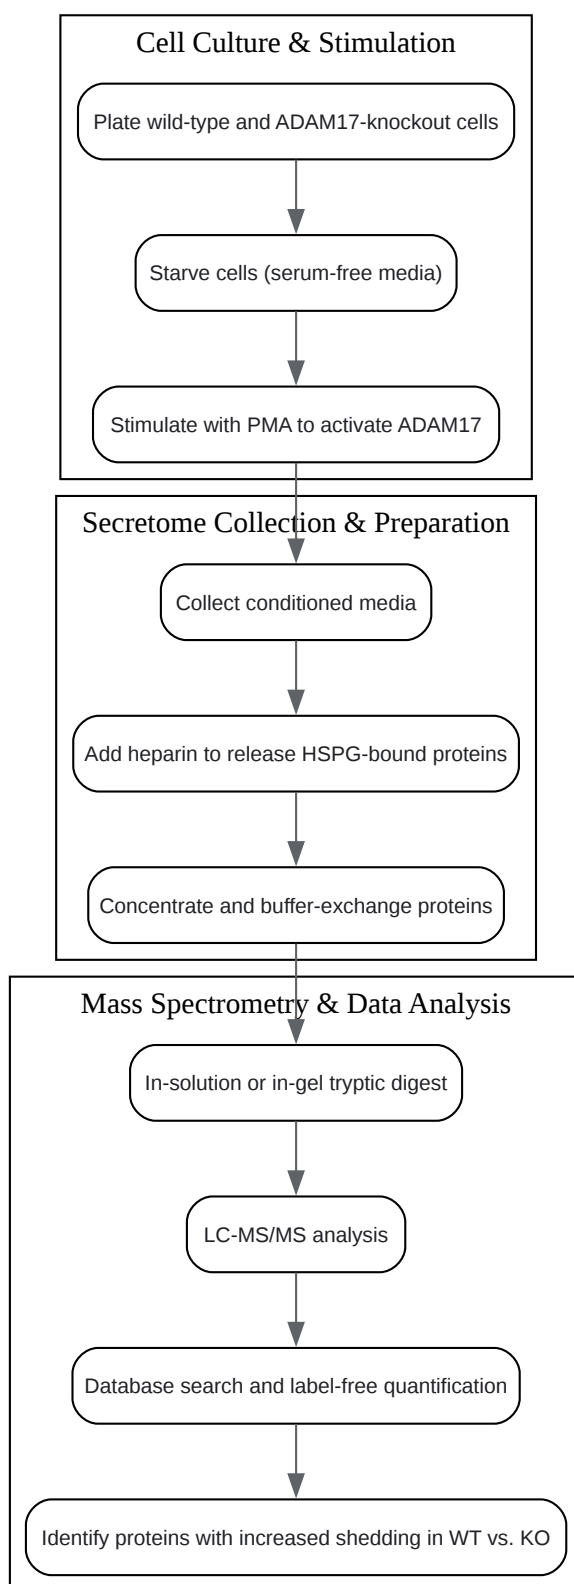 Cell Culture & Stimulation
Plate wild-type and ADAM17-knockout cells
Starve cells (serum-free media)
Stimulate with PMA to activate ADAM17
Secretome Collection & Preparation
Collect conditioned media
Add heparin to release HSPG-bound proteins
Concentrate and buffer-exchange proteins
Mass Spectrometry & Data Analysis
In-solution or in-gel tryptic digest
LC-MS/MS analysis
Database search and label-free quantification
Identify proteins with increased shedding in WT vs. KO